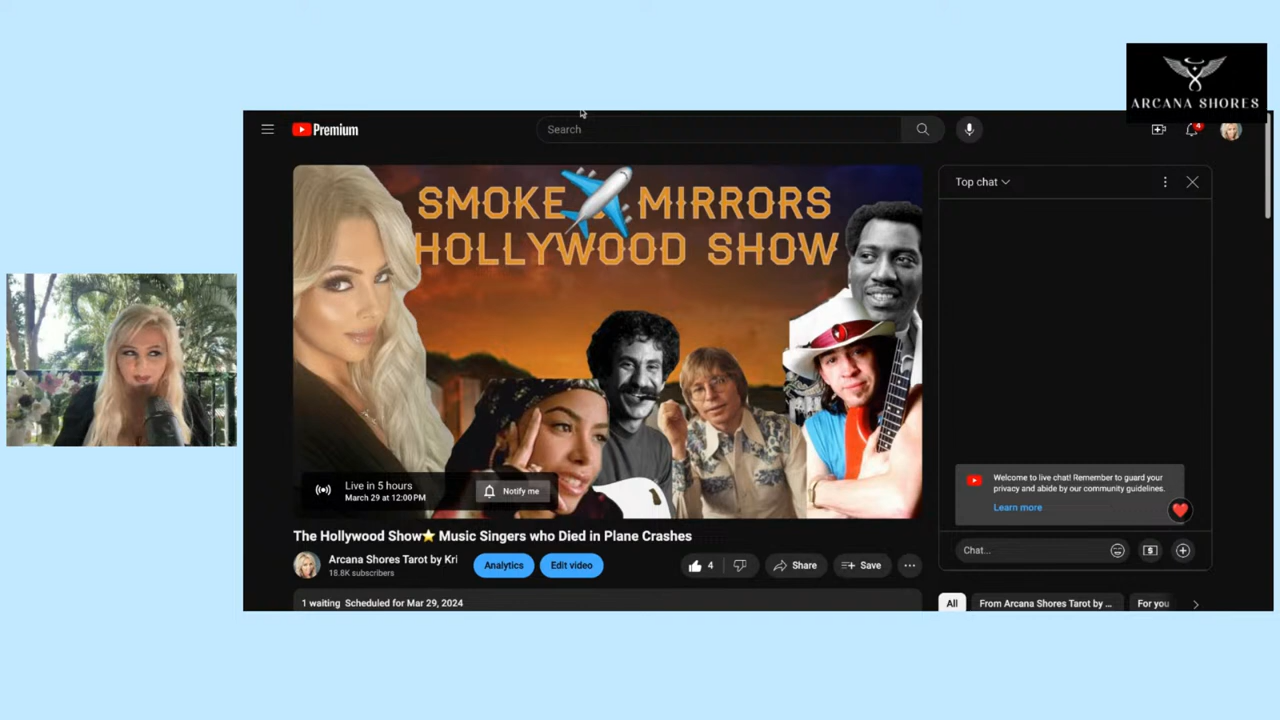 ARCANA SHORES
Premium
Search
4
SMOKE MIRRORS
HOLLYWOOD SHOW
Top chat
Live in 5 hours
March 29 at 12:00 PM
Notify me
Welcome to live chat! Remember to guard your
privacy and abide by our community guidelines.
Learn more
The Hollywood Show⭐ Music Singers who Died in Plane Crashes
Chat...
Arcana Shores Tarot by Kri
18.8K subscribers
Analytics
Edit video
4
Share
Save
1 waiting Scheduled for Mar 29, 2024
All
From Arcana Shores Tarot by ...
For you